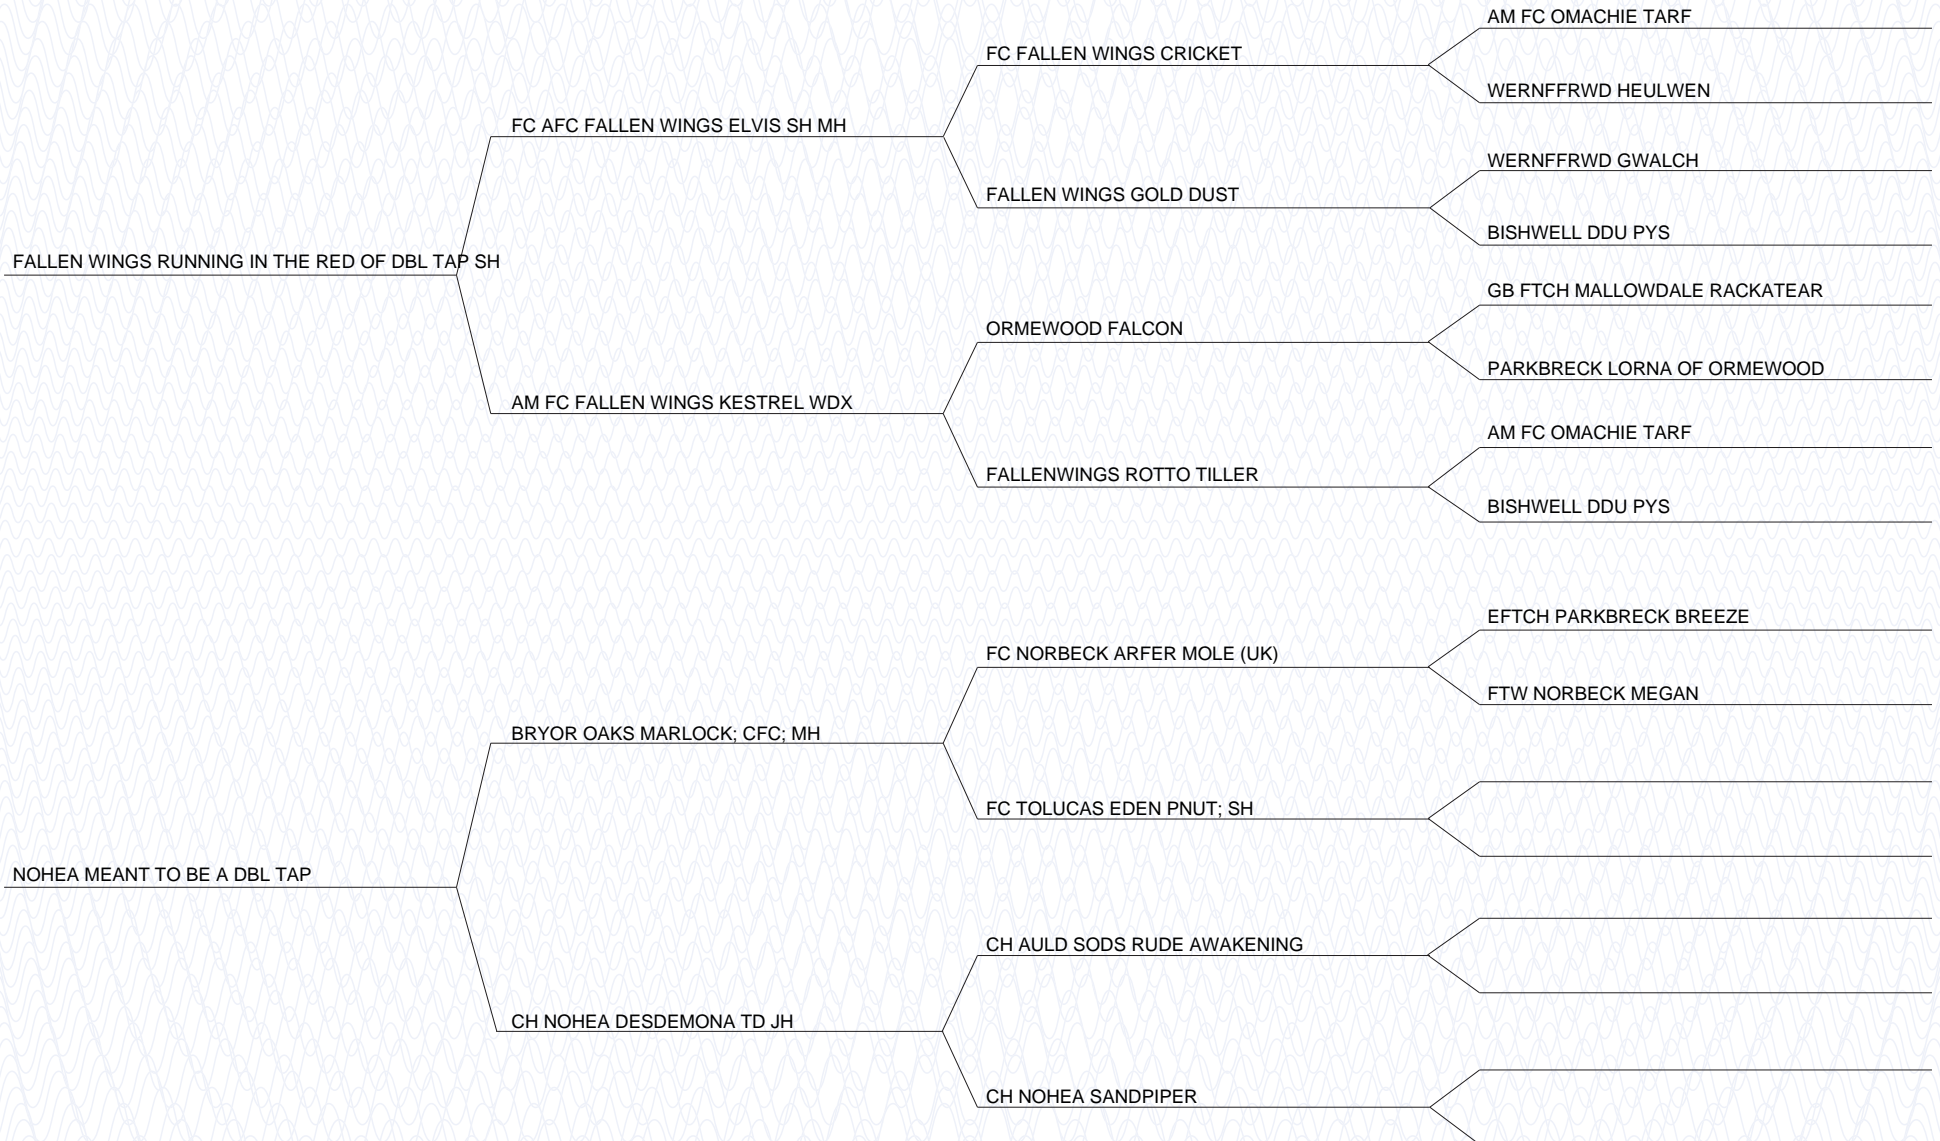 AM FC OMACHIE TARF
FC FALLEN WINGS CRICKET
WERNFFRWD HEULWEN
FC AFC FALLEN WINGS ELVIS SH MH
WERNFFRWD GWALCH
FALLEN WINGS GOLD DUST
BISHWELL DDU PYS
FALLEN WINGS RUNNING IN THE RED OF DBL TAP SH
GB FTCH MALLOWDALE RACKATEAR
ORMEWOOD FALCON
PARKBRECK LORNA OF ORMEWOOD
AM FC FALLEN WINGS KESTREL WDX
AM FC OMACHIE TARF
FALLENWINGS ROTTO TILLER
BISHWELL DDU PYS
EFTCH PARKBRECK BREEZE
FC NORBECK ARFER MOLE (UK)
FTW NORBECK MEGAN
BRYOR OAKS MARLOCK; CFC; MH
FC TOLUCAS EDEN PNUT; SH
NOHEA MEANT TO BE A DBL TAP
CH AULD SODS RUDE AWAKENING
CH NOHEA DESDEMONA TD JH
CH NOHEA SANDPIPER